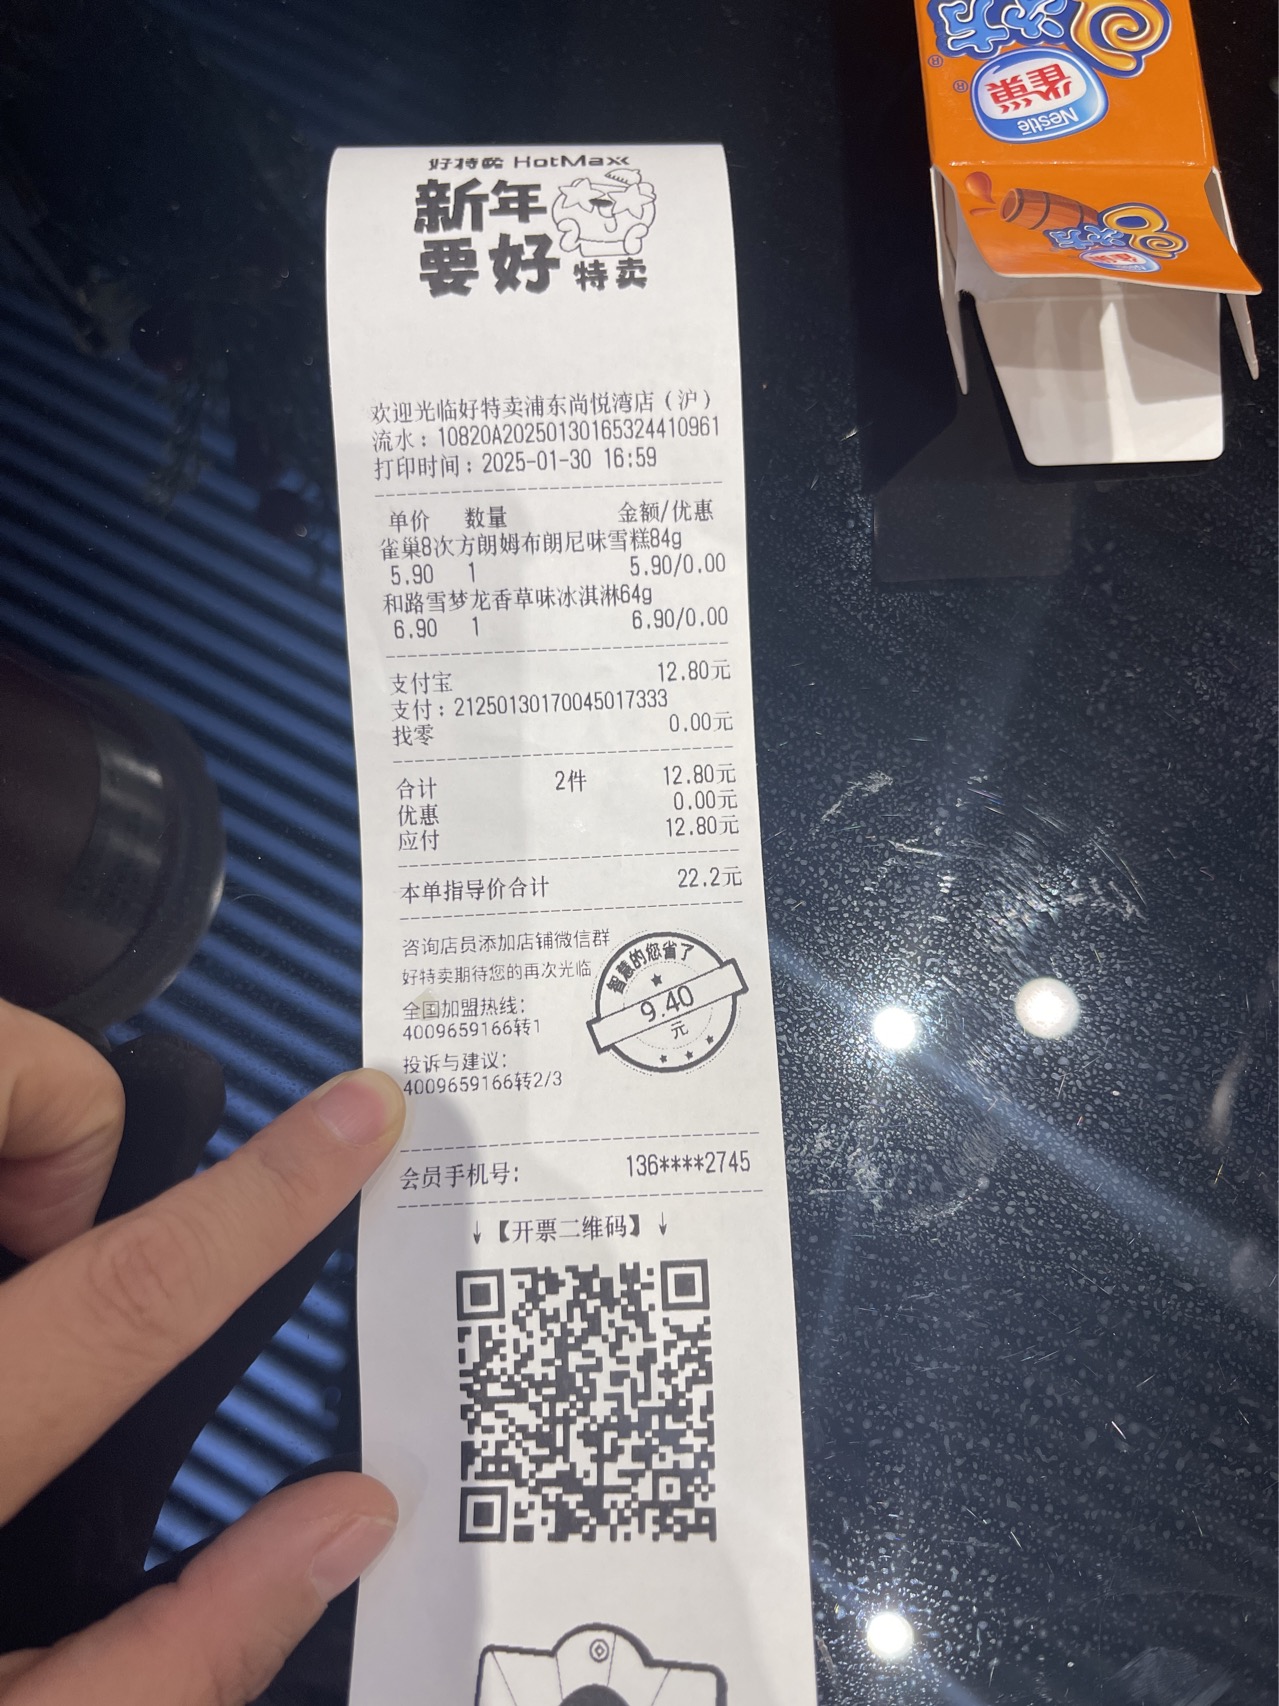 好特卖 HotMaxx
新年
要好特卖
欢迎光临好特卖浦东尚悦湾店（沪）
流水：10820A20250130165324410961
打印时间：2025-01-30 16:59
单价 数量 金额/优惠
雀巢8次方朗姆布朗尼味雪糕84g
5.90 1 5.90/0.00
和路雪梦龙香草味冰淇淋64g
6.90 1 6.90/0.00
支付宝 12.80元
支付：21250130170045017333
找零 0.00元
合计 2件 12.80元
优惠 0.00元
应付 12.80元
本单指导价合计 22.2元
咨询店员添加店铺微信群
好特卖期待您的再次光临
全国加盟热线：
4009659166转1
投诉与建议：
4009659166转2/3
智慧的您省了
9.40
元
会员手机号： 136****2745
↓【开票二维码】↓
8次方
雀巢
Nestlé
8次方
雀巢